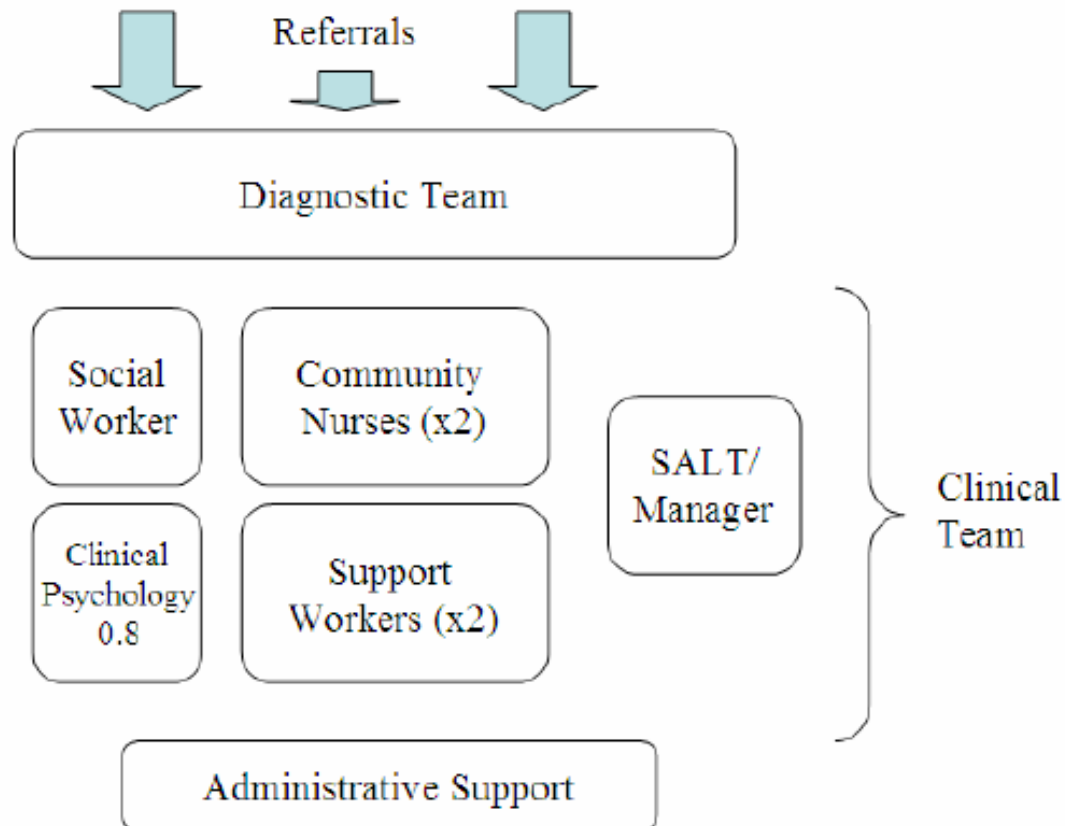 Referrals
Diagnostic Team
Social
Worker
Community
Nurses (x2)
SALT/
Manager
Clinical
Team
Clinical
Psychology
0.8
Support
Workers (x2)
Administrative Support